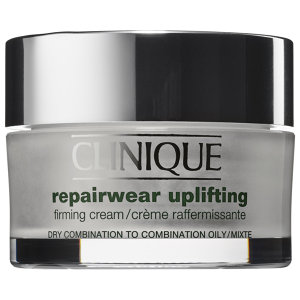 CLINIQUE
repairwear uplifting
firming cream/crème raffermissante
DRY COMBINATION TO COMBINATION OILY/MIXTE